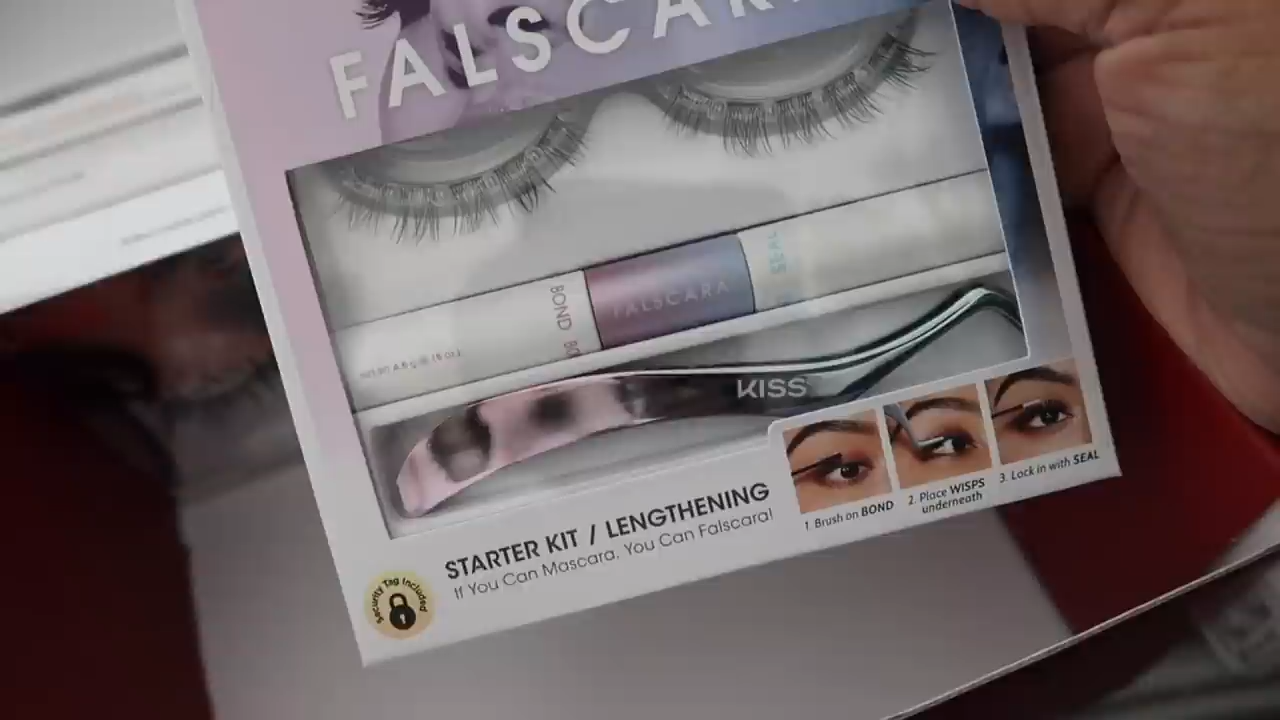 FALSCARA
BOND
FALSCARA
SEAL
KISS
1. Brush on BOND
2. Place WISPS
underneath
3. Lock in with SEAL
STARTER KIT / LENGTHENING
If You Can Mascara, You Can Falscara!
Security Tag Included